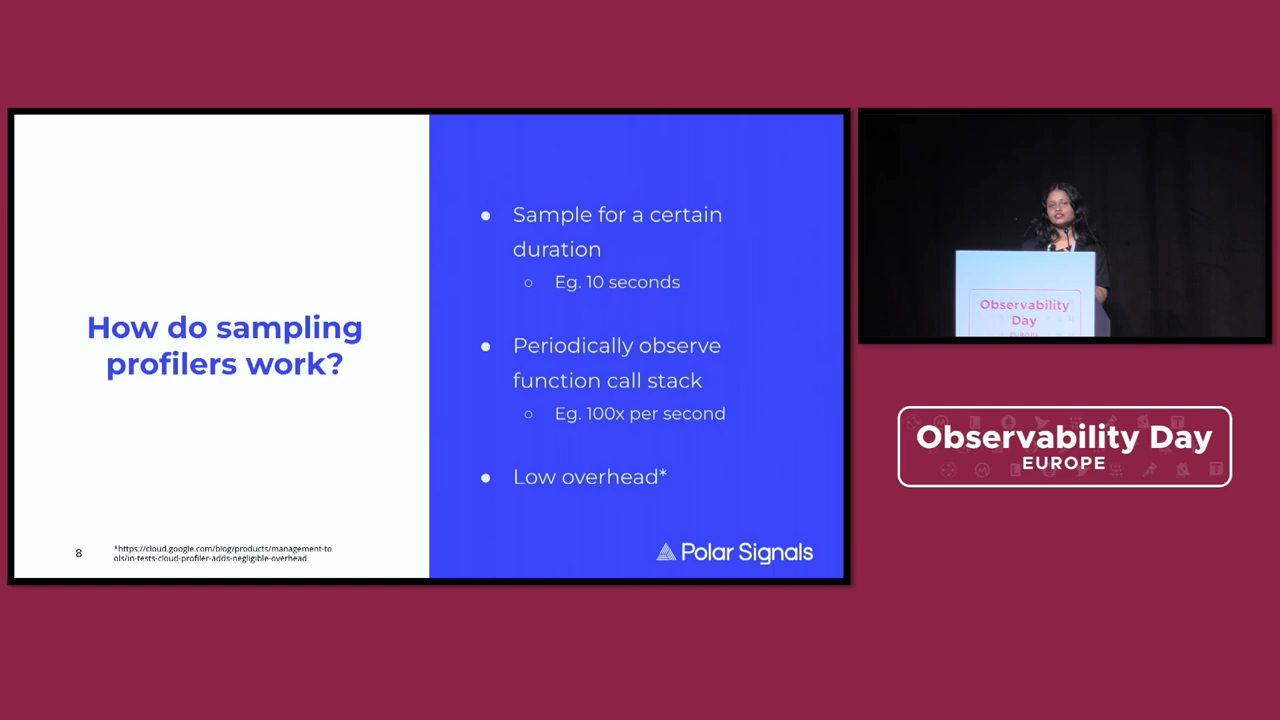 How do sampling
profilers work?
8
*https://cloud.google.com/blog/products/management-to
ols/in-tests-cloud-profiler-adds-negligible-overhead
● Sample for a certain
duration
○ Eg. 10 seconds
● Periodically observe
function call stack
○ Eg. 100x per second
● Low overhead*
Polar Signals
Observability
Day
EUROPE
Observability Day
EUROPE